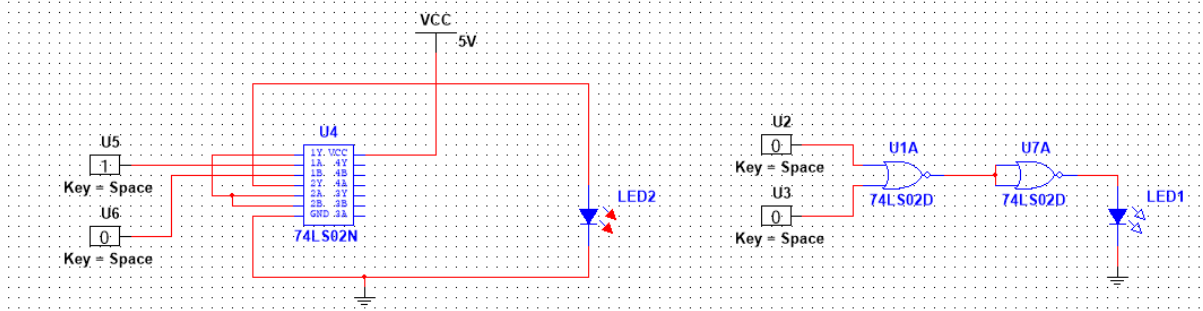 VCC
5V
U4
U5
1
Key = Space
U6
0
Key = Space
1Y VCC
1A 4Y
1B 4B
2Y 4A
2A 3Y
2B 3B
GND 3A
74LS02N
LED2
U2
0
Key = Space
U3
0
Key = Space
U1A
74LS02D
U7A
74LS02D
LED1